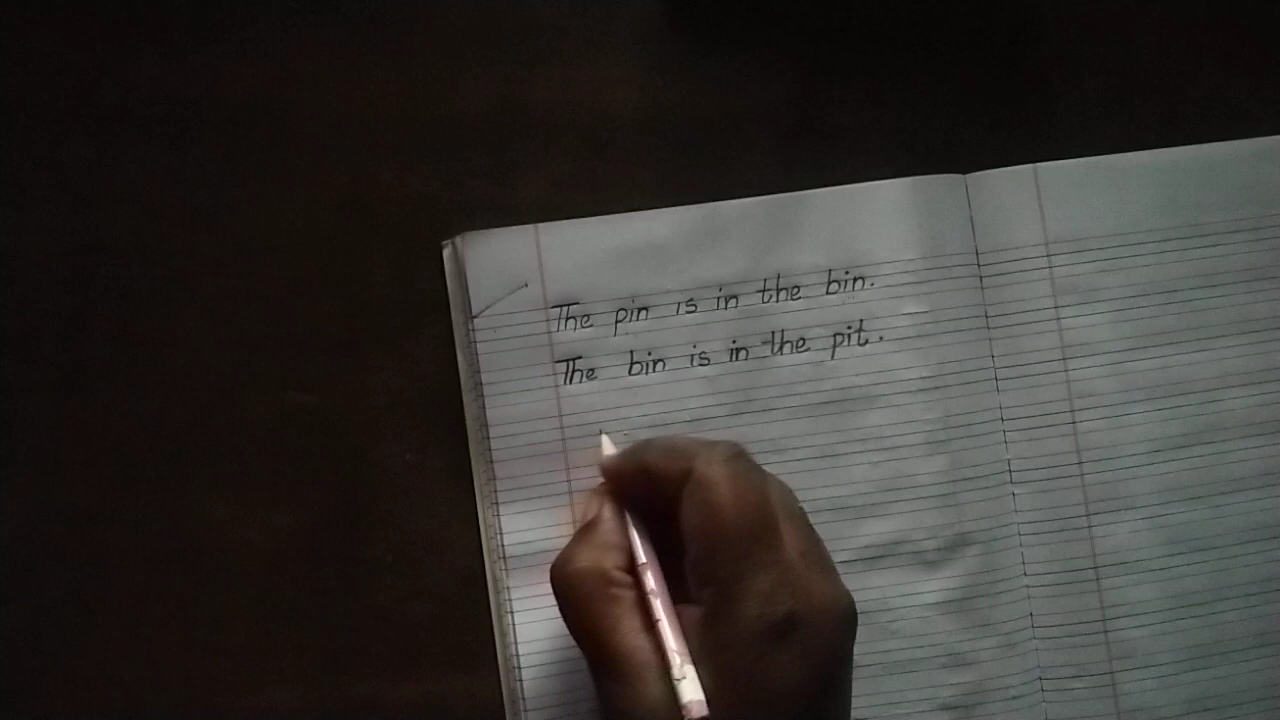 The pin is in the bin.
The bin is in the pit.